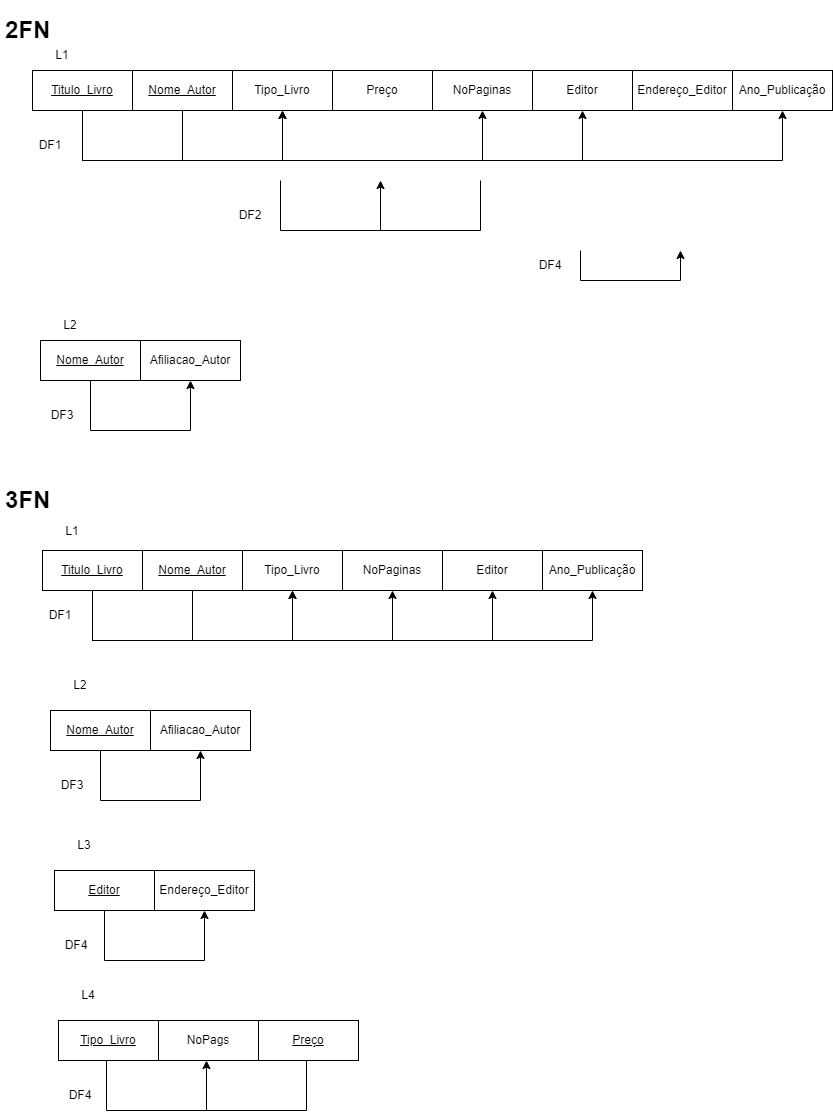 2FN
L1
Titulo_Livro Nome_Autor Tipo_Livro Preço NoPaginas Editor Endereço_Editor Ano_Publicação
DF1
DF2
DF4
L2
Nome_Autor Afiliacao_Autor
DF3
3FN
L1
Titulo_Livro Nome_Autor Tipo_Livro NoPaginas Editor Ano_Publicação
DF1
L2
Nome_Autor Afiliacao_Autor
DF3
L3
Editor Endereço_Editor
DF4
L4
Tipo_Livro NoPags Preço
DF4